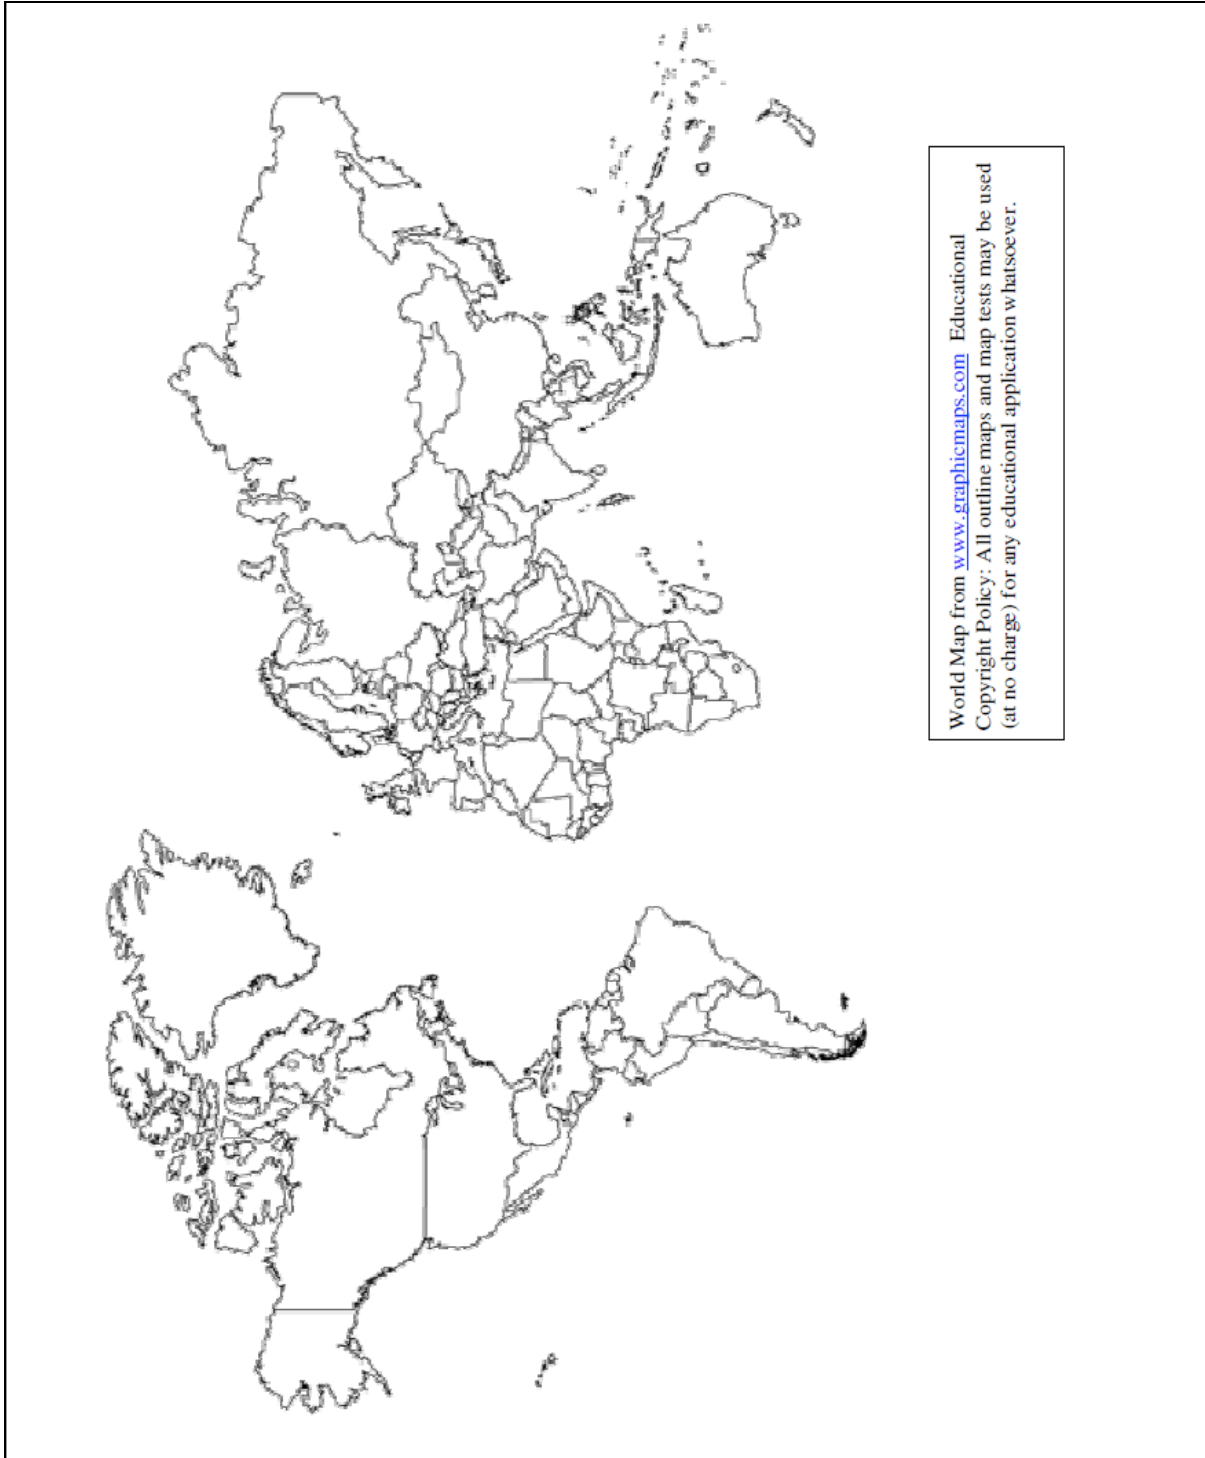 World Map from www.graphicmaps.com Educational
Copyright Policy: All outline maps and map tests may be used
(at no charge) for any educational application whatsoever.